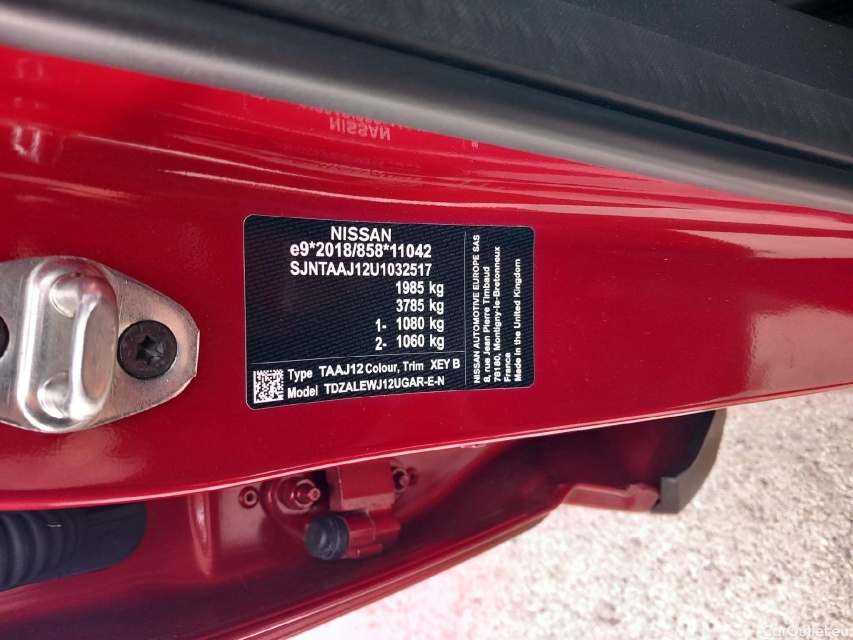 NISSAN
e9*2018/858*11042
SJNTAAJ12U1032517
1985 kg
3785 kg
1- 1080 kg
2- 1060 kg
Type TAAJ12 Colour, Trim XEY B
Model TDZALEWJ12UGAR-E-N
NISSAN AUTOMOTIVE EUROPE SAS
8, rue Jean Pierre Timbaud
78180, Montigny-le-Bretonneux
France
Made in the United Kingdom
NISSAN
CarOutlet.eu